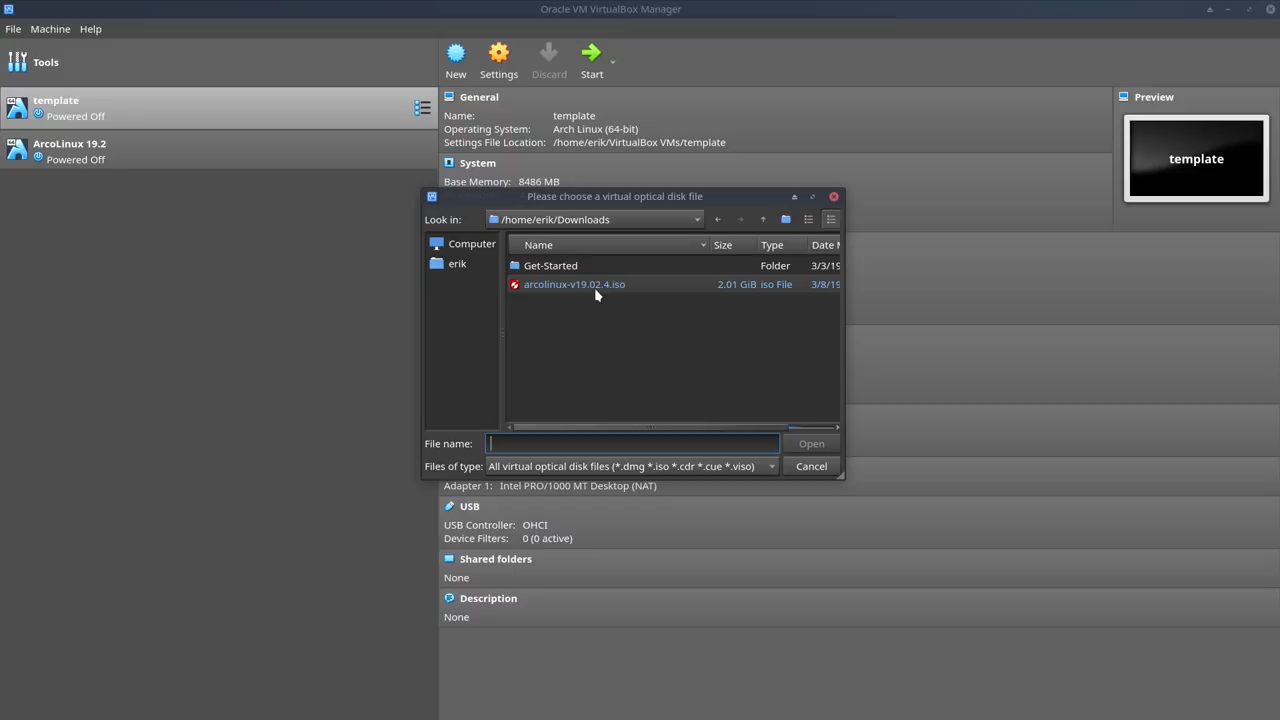 Oracle VM VirtualBox Manager
File Machine Help
Tools
New Settings Discard Start
template
Powered Off
ArcoLinux 19.2
Powered Off
General
Name: template
Operating System: Arch Linux (64-bit)
Settings File Location: /home/erik/VirtualBox VMs/template
System
Base Memory: 8486 MB
Preview
template
Please choose a virtual optical disk file
Look in: /home/erik/Downloads
Computer
erik
Name Size Type Date M
Get-Started Folder 3/3/19
arcolinux-v19.02.4.iso 2.01 GiB iso File 3/8/19
File name: Open
Files of type: All virtual optical disk files (*.dmg *.iso *.cdr *.cue *.viso) Cancel
Adapter 1: Intel PRO/1000 MT Desktop (NAT)
USB
USB Controller: OHCI
Device Filters: 0 (0 active)
Shared folders
None
Description
None